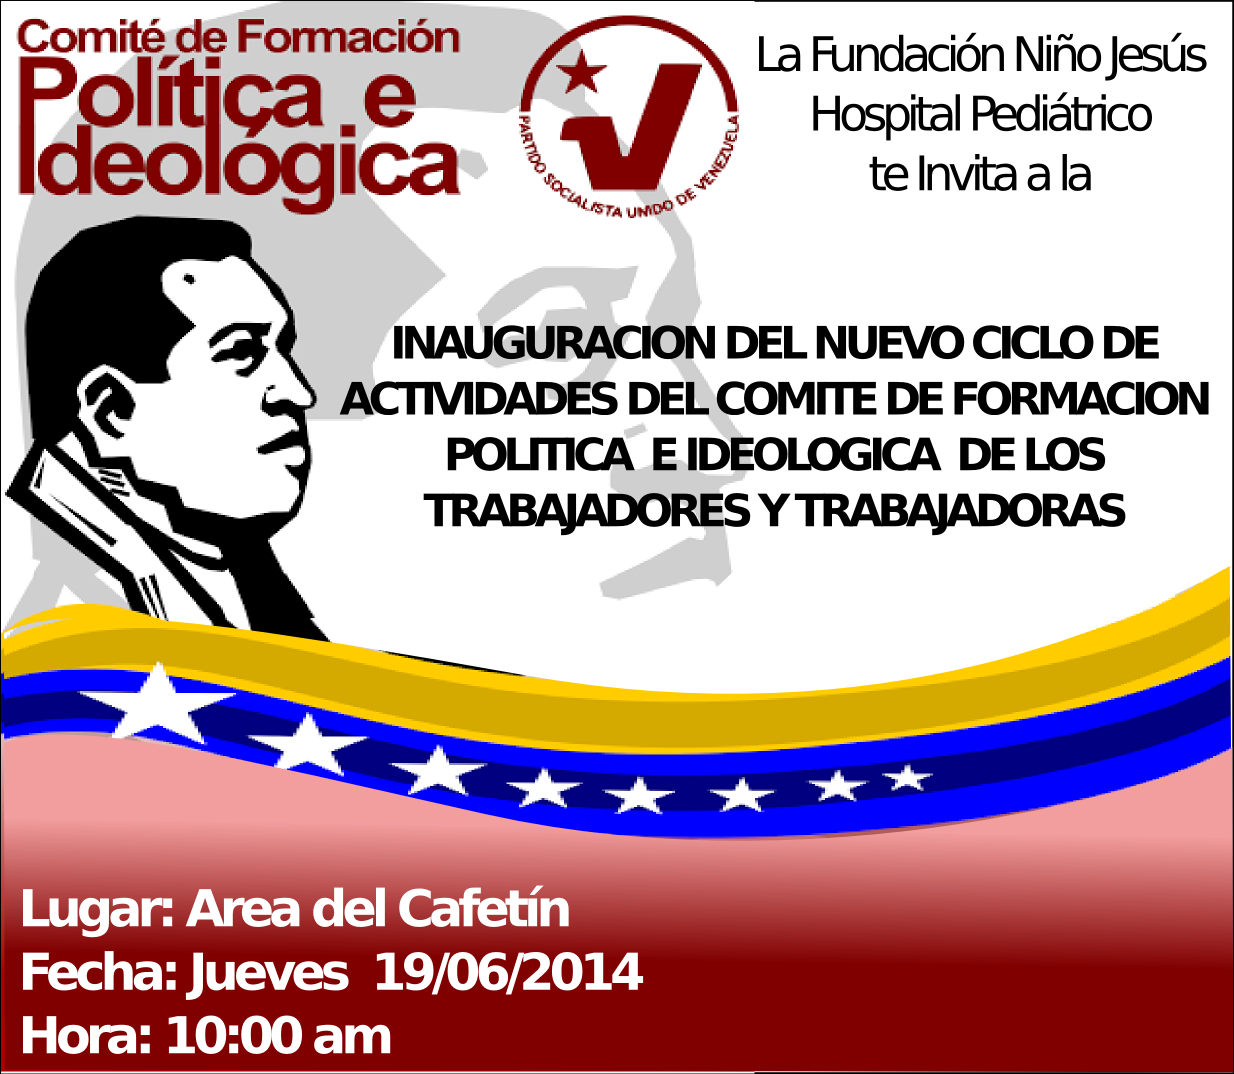 Comité de Formación
Política e
Ideológica
PARTIDO SOCIALISTA UNIDO DE VENEZUELA
La Fundación Niño Jesús
Hospital Pediátrico
te Invita a la
INAUGURACION DEL NUEVO CICLO DE
ACTIVIDADES DEL COMITE DE FORMACION
POLITICA E IDEOLOGICA DE LOS
TRABAJADORES Y TRABAJADORAS
Lugar: Area del Cafetín
Fecha: Jueves 19/06/2014
Hora: 10:00 am